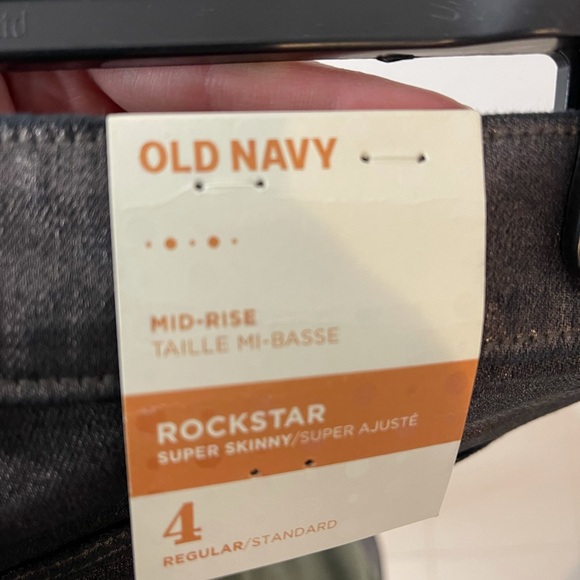 OLD NAVY
MID-RISE
TAILLE MI-BASSE
ROCKSTAR
SUPER SKINNY/SUPER AJUSTÉ
4
REGULAR/STANDARD